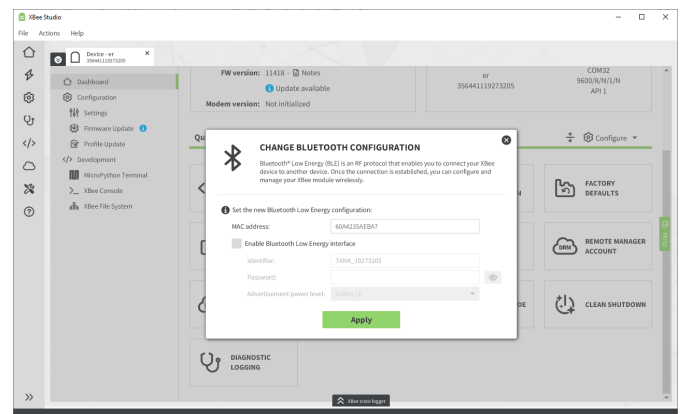 XBee Studio
File Actions Help
Device - er
356441119273205
Dashboard
Configuration
Settings
Firmware Update
Profile Update
Development
MicroPython Terminal
XBee Console
XBee File System
FW version: 11418 - Notes
Update available
Modem version: Not initialized
er
356441119273205
COM32
9600/8/N/1/N
API 1
Qu
Configure
CHANGE BLUETOOTH CONFIGURATION
Bluetooth® Low Energy (BLE) is an RF protocol that enables you to connect your XBee
device to another device. Once the connection is established, you can configure and
manage your XBee module wirelessly.
Set the new Bluetooth Low Energy configuration:
MAC address: 60A4235AEBA7
Enable Bluetooth Low Energy interface
Identifier: TANK_19273205
Password:
Advertisement power level:
Apply
N
FACTORY
DEFAULTS
DRM
REMOTE MANAGER
ACCOUNT
DE
CLEAN SHUTDOWN
DIAGNOSTIC
LOGGING
Help
XBee trace logger